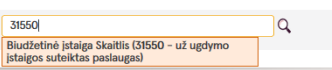 31550
Biudžetinė įstaiga Skaitlis (31550 - už ugdymo
įstaigos suteiktas paslaugas)